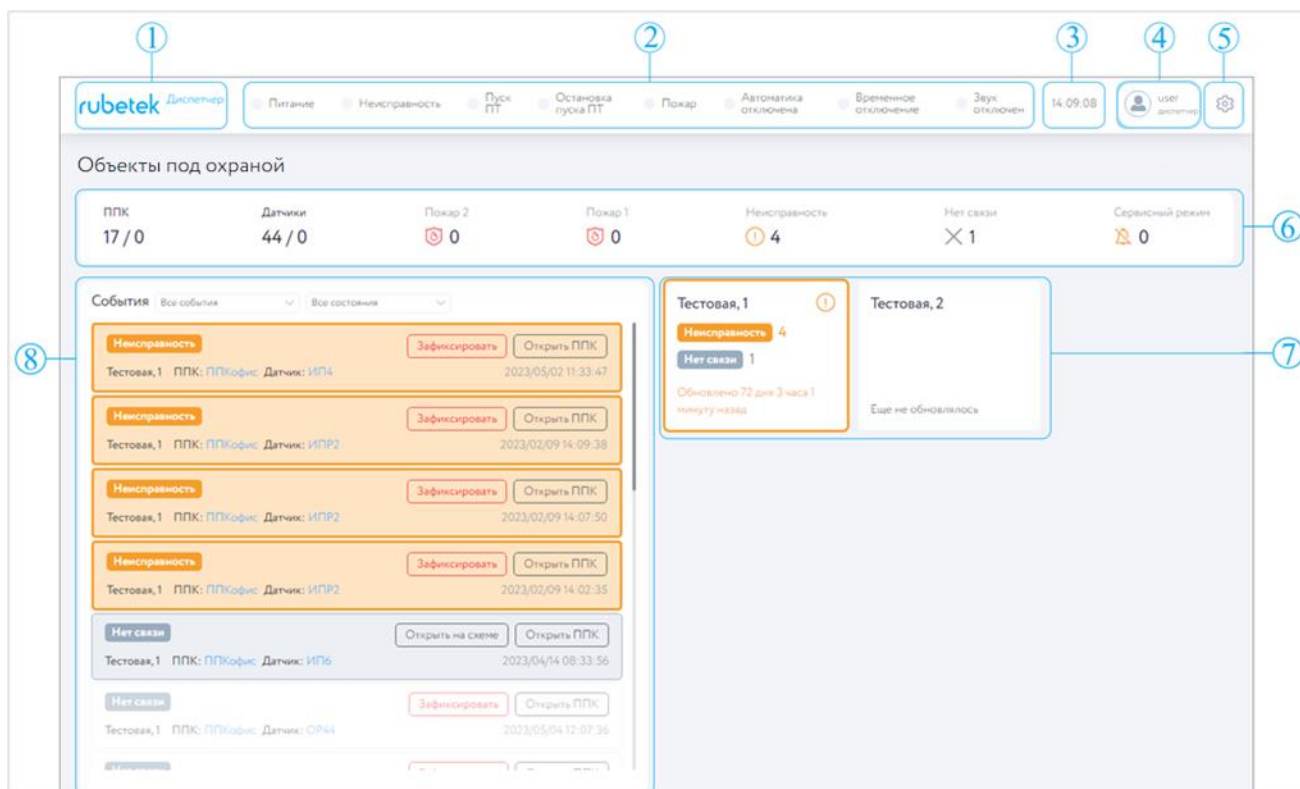 1
2
3
4
5
rubetek Диспетчер
Питание
Неисправность
Пуск ПТ
Остановка пуска ПТ
Пожар
Автоматика отключена
Временное отключение
Звук отключен
14:09:08
user
диспетчер
Объекты под охраной
ППК Датчики Пожар 2 Пожар 1 Неисправность Нет связи Сервисный режим
17 / 0 44 / 0 0 0 4 1 0
6
События Все события Все состояния
Неисправность Зафиксировать Открыть ППК
Тестовая, 1 ППК: ППКофис Датчик: ИП4 2023/05/02 11:33:47
Неисправность Зафиксировать Открыть ППК
Тестовая, 1 ППК: ППКофис Датчик: ИПР2 2023/02/09 14:09:38
Неисправность Зафиксировать Открыть ППК
Тестовая, 1 ППК: ППКофис Датчик: ИПР2 2023/02/09 14:07:50
Неисправность Зафиксировать Открыть ППК
Тестовая, 1 ППК: ППКофис Датчик: ИПР2 2023/02/09 14:02:35
Нет связи Открыть на схеме Открыть ППК
Тестовая, 1 ППК: ППКофис Датчик: ИП6 2023/04/14 08:33:56
Нет связи Зафиксировать Открыть ППК
Тестовая, 1 ППК: ППКофис Датчик: ОР44 2023/05/04 12:07:36
Нет связи
8
Тестовая, 1
Неисправность 4
Нет связи 1
Обновлено 72 дня 3 часа 1
минуту назад
Тестовая, 2
Еще не обновлялось
7